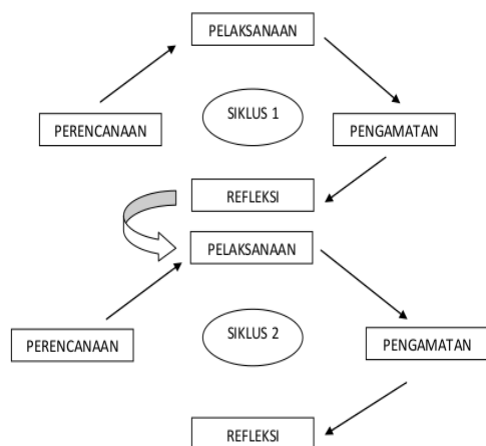 PELAKSANAAN
SIKLUS 1
PERENCANAAN
PENGAMATAN
REFLEKSI
PELAKSANAAN
SIKLUS 2
PERENCANAAN
PENGAMATAN
REFLEKSI